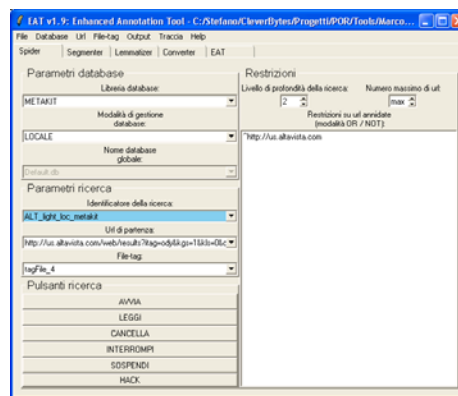 EAT v1.9: Enhanced Annotation Tool - C:/Stefano/CleverBytes/Progetti/POR/Tools/Marco...
File Database Url File-tag Output Traccia Help
Spider Segmenter Lemmatizer Converter EAT
Parametri database
Libreria database:
METAKIT
Modalità di gestione
database:
LOCALE
Nome database
globale:
Default.db
Parametri ricerca
Identificatore della ricerca:
ALT_light_loc_metakit
Url di partenza:
http://us.altavista.com/web/results?itag=ody&kgs=1&kls=0&c
File-tag:
tagFile_4
Pulsanti ricerca
AVVIA
LEGGI
CANCELLA
INTERROMPI
SOSPENDI
HACK
Restrizioni
Livello di profondità della ricerca: Numero massimo di url:
2 max
Restrizioni su url annidate
(modalità OR / NOT):
^http://us.altavista.com